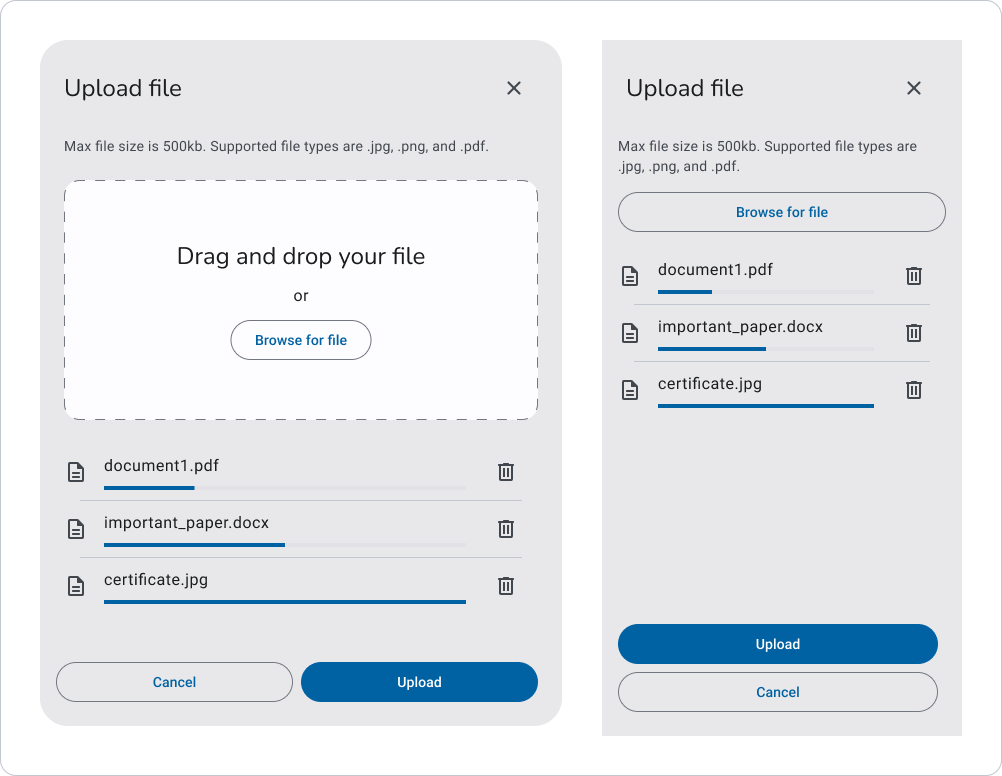 Upload file
Max file size is 500kb. Supported file types are .jpg, .png, and .pdf.
Drag and drop your file
or
Browse for file
document1.pdf
important_paper.docx
certificate.jpg
Cancel
Upload
Upload file
Max file size is 500kb. Supported file types are
.jpg, .png, and .pdf.
Browse for file
document1.pdf
important_paper.docx
certificate.jpg
Upload
Cancel